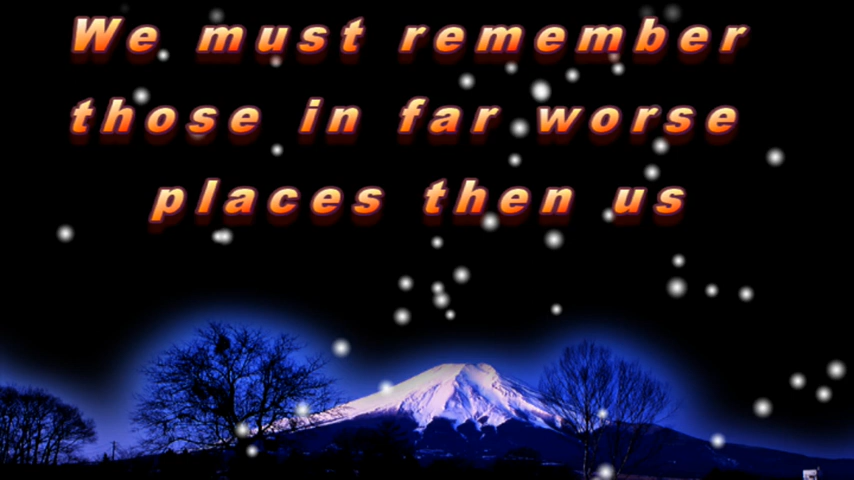 We must remember
those in far worse
places then us